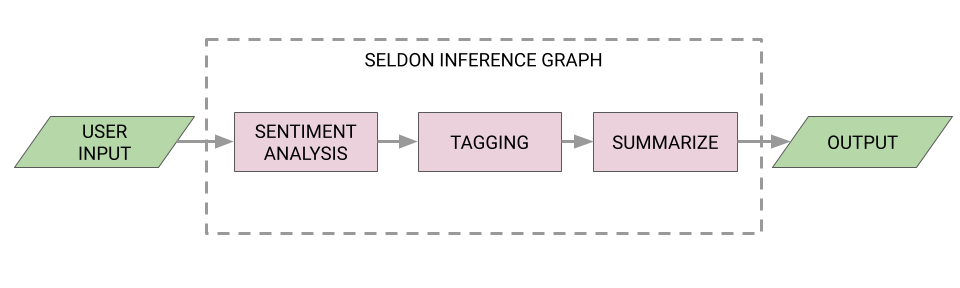 SELDON INFERENCE GRAPH
USER
INPUT
SENTIMENT
ANALYSIS
TAGGING
SUMMARIZE
OUTPUT